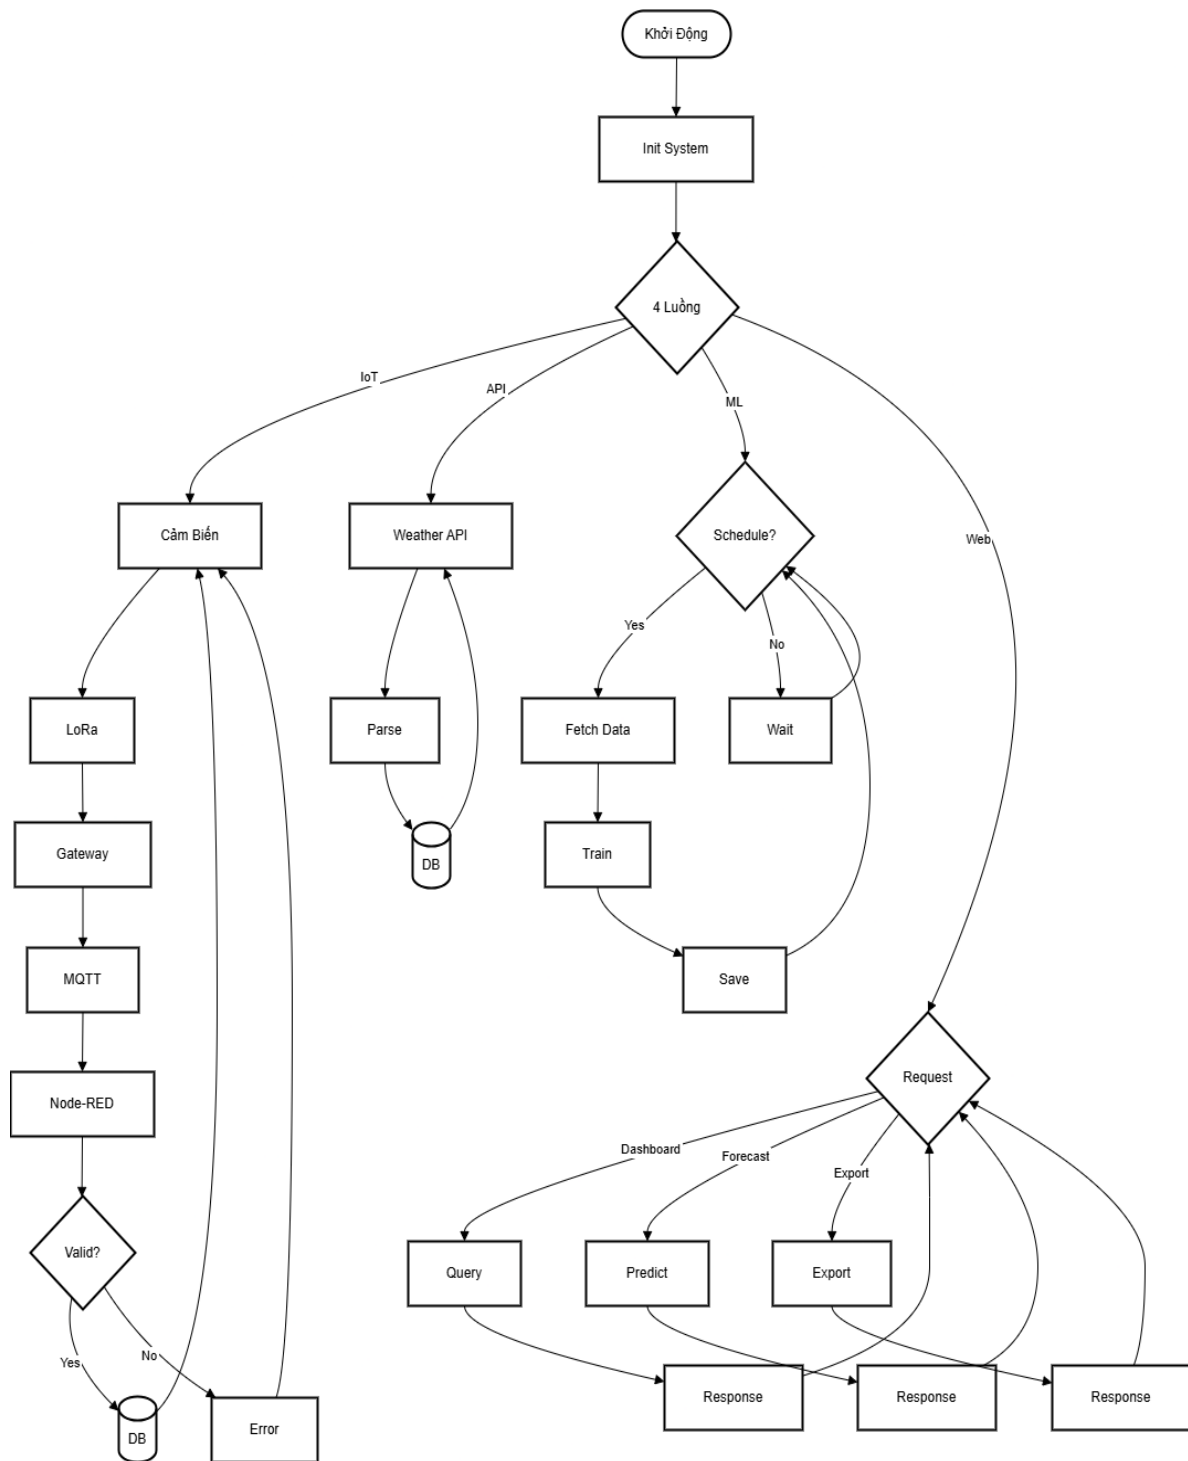 Khởi Động
Init System
4 Luồng
IoT
API
ML
Web
Cảm Biến
Weather API
Schedule?
Yes
No
LoRa
Parse
Fetch Data
Wait
Gateway
DB
Train
MQTT
Save
Node-RED
Request
Dashboard
Forecast
Export
Valid?
Query
Predict
Export
Yes
No
DB
Error
Response
Response
Response